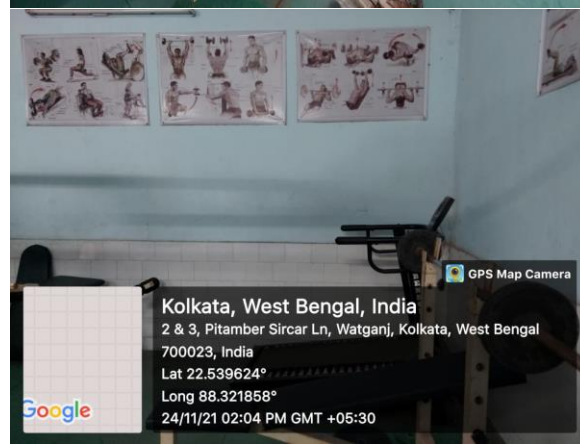 GPS Map Camera
Kolkata, West Bengal, India
2 & 3, Pitamber Sircar Ln, Watganj, Kolkata, West Bengal
700023, India
Lat 22.539624°
Long 88.321858°
24/11/21 02:04 PM GMT +05:30
Google